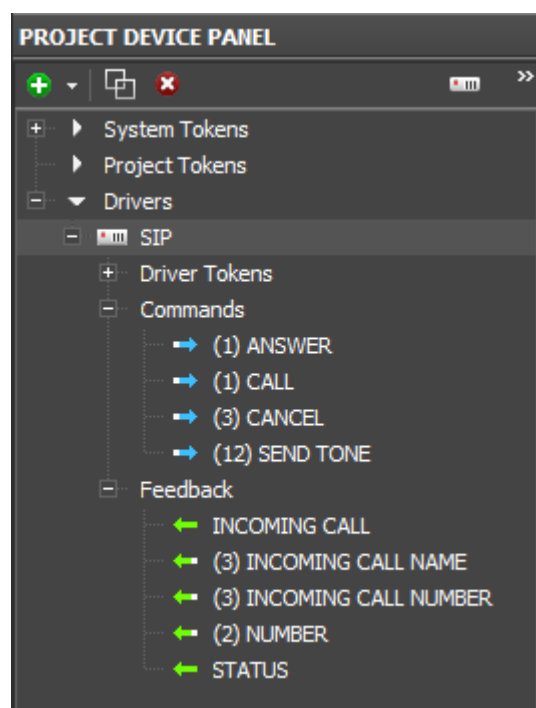 PROJECT DEVICE PANEL
System Tokens
Project Tokens
Drivers
SIP
Driver Tokens
Commands
(1) ANSWER
(1) CALL
(3) CANCEL
(12) SEND TONE
Feedback
INCOMING CALL
(3) INCOMING CALL NAME
(3) INCOMING CALL NUMBER
(2) NUMBER
STATUS